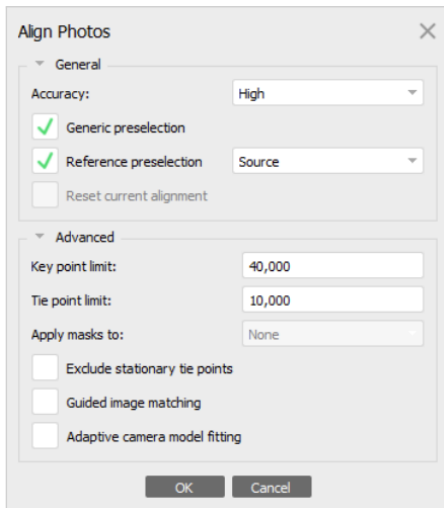 Align Photos
General
Accuracy: High
Generic preselection
Reference preselection Source
Reset current alignment
Advanced
Key point limit: 40,000
Tie point limit: 10,000
Apply masks to: None
Exclude stationary tie points
Guided image matching
Adaptive camera model fitting
OK Cancel